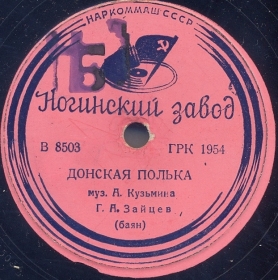 НАРКОММАШ СССР
Ногинский завод
В 8503 ГРК 1954
ДОНСКАЯ ПОЛЬКА
муз. А. Кузьмина
Г. А. Зайцев
(баян)